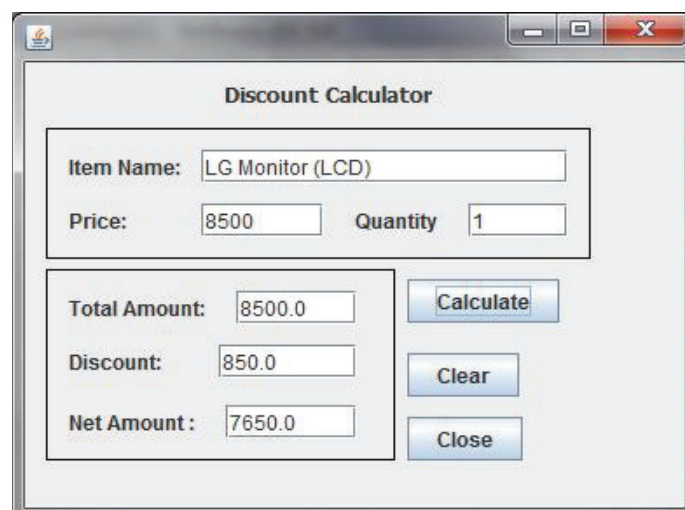 Discount Calculator
Item Name: LG Monitor (LCD)
Price: 8500 Quantity 1
Total Amount: 8500.0 Calculate
Discount: 850.0
Clear
Net Amount : 7650.0
Close